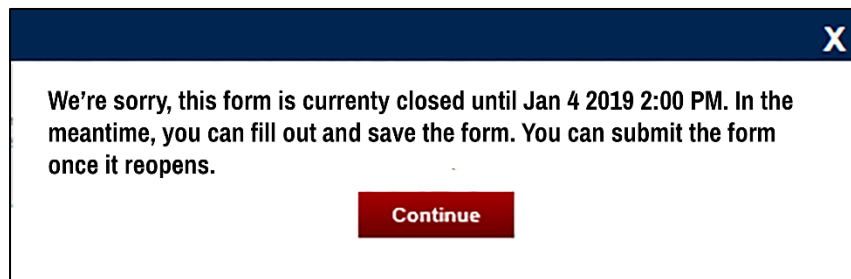 X
We're sorry, this form is currenty closed until Jan 4 2019 2:00 PM. In the
meantime, you can fill out and save the form. You can submit the form
once it reopens.
Continue